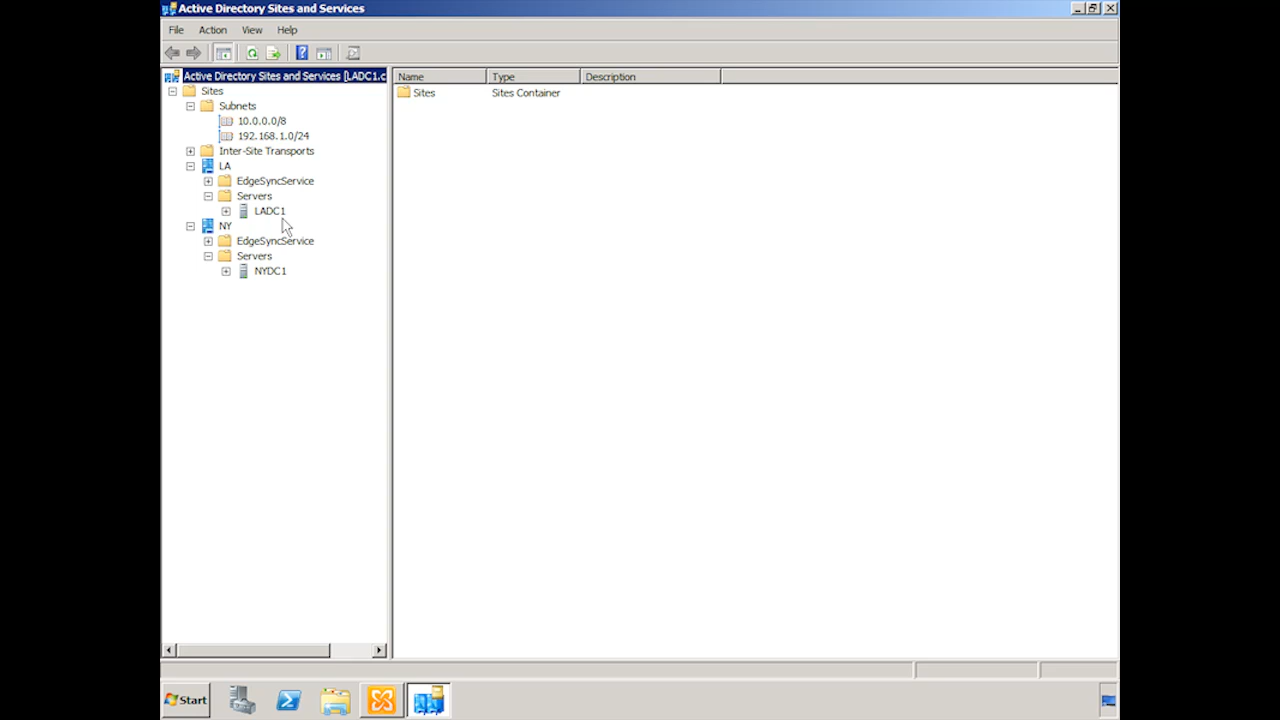 Active Directory Sites and Services
File Action View Help
Active Directory Sites and Services [LADC1.c
Sites
Subnets
10.0.0.0/8
192.168.1.0/24
Inter-Site Transports
LA
EdgeSyncService
Servers
LADC1
NY
EdgeSyncService
Servers
NYDC1
Name Type Description
Sites Sites Container
Start